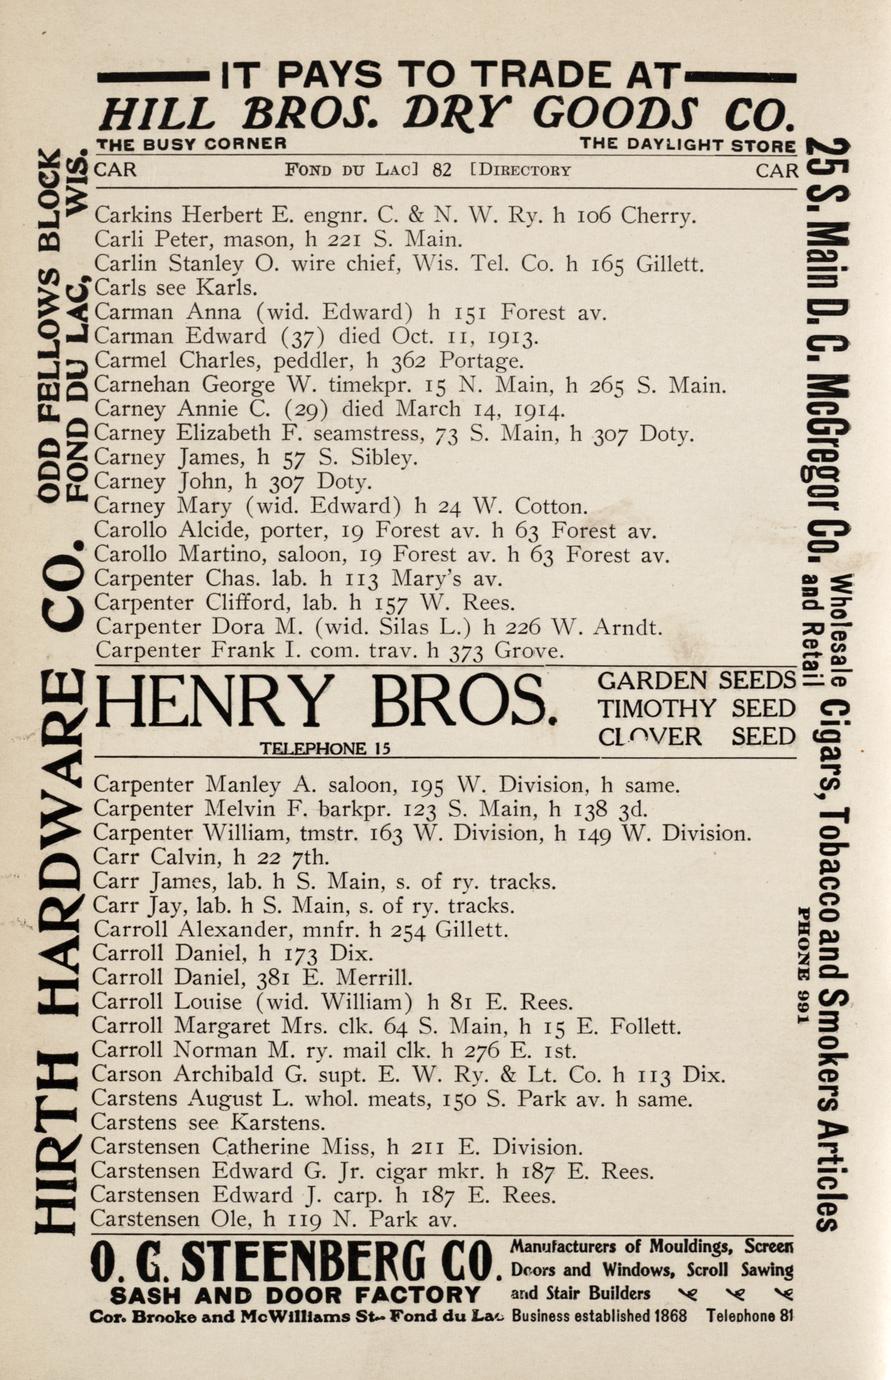 IT PAYS TO TRADE AT
HILL BROS. DRY GOODS CO.
THE BUSY CORNER THE DAYLIGHT STORE
CAR FOND DU LAC] 82 [DIRECTORY CAR
Carkins Herbert E. engnr. C. & N. W. Ry. h 106 Cherry.
Carli Peter, mason, h 221 S. Main.
Carlin Stanley O. wire chief, Wis. Tel. Co. h 165 Gillett.
Carls see Karls.
Carman Anna (wid. Edward) h 151 Forest av.
Carman Edward (37) died Oct. 11, 1913.
Carmel Charles, peddler, h 362 Portage.
Carnehan George W. timekpr. 15 N. Main, h 265 S. Main.
Carney Annie C. (29) died March 14, 1914.
Carney Elizabeth F. seamstress, 73 S. Main, h 307 Doty.
Carney James, h 57 S. Sibley.
Carney John, h 307 Doty.
Carney Mary (wid. Edward) h 24 W. Cotton.
Carollo Alcide, porter, 19 Forest av. h 63 Forest av.
Carollo Martino, saloon, 19 Forest av. h 63 Forest av.
Carpenter Chas. lab. h 113 Mary's av.
Carpenter Clifford, lab. h 157 W. Rees.
Carpenter Dora M. (wid. Silas L.) h 226 W. Arndt.
Carpenter Frank I. com. trav. h 373 Grove.
HENRY BROS.
TELEPHONE 15
GARDEN SEEDS
TIMOTHY SEED
CLOVER SEED
Carpenter Manley A. saloon, 195 W. Division, h same.
Carpenter Melvin F. barkpr. 123 S. Main, h 138 3d.
Carpenter William, tmstr. 163 W. Division, h 149 W. Division.
Carr Calvin, h 22 7th.
Carr James, lab. h S. Main, s. of ry. tracks.
Carr Jay, lab. h S. Main, s. of ry. tracks.
Carroll Alexander, mnfr. h 254 Gillett.
Carroll Daniel, h 173 Dix.
Carroll Daniel, 381 E. Merrill.
Carroll Louise (wid. William) h 81 E. Rees.
Carroll Margaret Mrs. clk. 64 S. Main, h 15 E. Follett.
Carroll Norman M. ry. mail clk. h 276 E. 1st.
Carson Archibald G. supt. E. W. Ry. & Lt. Co. h 113 Dix.
Carstens August L. whol. meats, 150 S. Park av. h same.
Carstens see Karstens.
Carstensen Catherine Miss, h 211 E. Division.
Carstensen Edward G. Jr. cigar mkr. h 187 E. Rees.
Carstensen Edward J. carp. h 187 E. Rees.
Carstensen Ole, h 119 N. Park av.
O. C. STEENBERG CO.
SASH AND DOOR FACTORY
Cor. Brooke and McWilliams St. Fond du Lac
Manufacturers of Mouldings, Screen
Doors and Windows, Scroll Sawing
and Stair Builders
Business established 1868 Telephone 81
HIRTH HARDWARE CO.
ODD FELLOWS BLOCK
FOND DU LAC, WIS.
25 S. Main D. C. McGregor Co.
Wholesale
and Retail
Cigars, Tobacco and Smokers Articles
PHONE 991